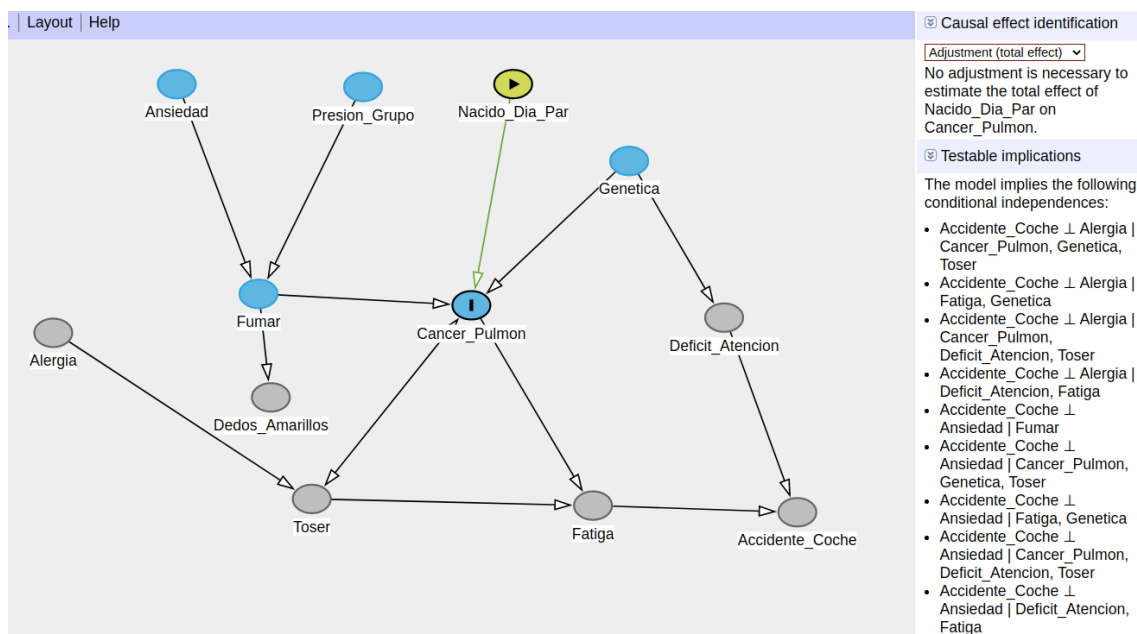 . Layout Help
Causal effect identification
Adjustment (total effect)
No adjustment is necessary to
estimate the total effect of
Nacido_Dia_Par on
Cancer_Pulmon.
Testable implications
The model implies the following
conditional independences:
• Accidente_Coche ⊥ Alergia |
Cancer_Pulmon, Genetica,
Toser
• Accidente_Coche ⊥ Alergia |
Fatiga, Genetica
• Accidente_Coche ⊥ Alergia |
Cancer_Pulmon,
Deficit_Atencion, Toser
• Accidente_Coche ⊥ Alergia |
Deficit_Atencion, Fatiga
• Accidente_Coche ⊥
Ansiedad | Fumar
• Accidente_Coche ⊥
Ansiedad | Cancer_Pulmon,
Genetica, Toser
• Accidente_Coche ⊥
Ansiedad | Fatiga, Genetica
• Accidente_Coche ⊥
Ansiedad | Cancer_Pulmon,
Deficit_Atencion, Toser
• Accidente_Coche ⊥
Ansiedad | Deficit_Atencion,
Fatiga
Ansiedad
Presion_Grupo
Nacido_Dia_Par
Genetica
Fumar
Cancer_Pulmon
Deficit_Atencion
Alergia
Dedos_Amarillos
Toser
Fatiga
Accidente_Coche